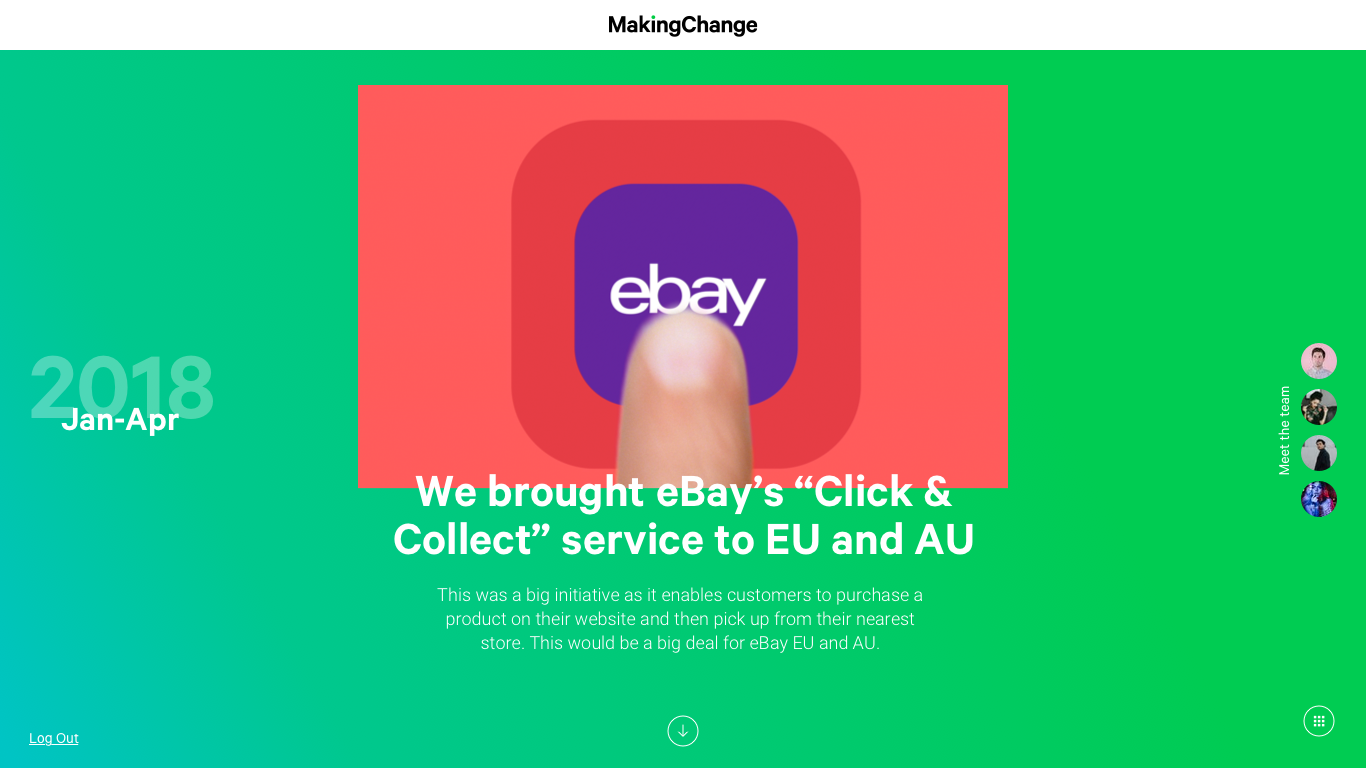 MakingChange
ebay
2018
Jan-Apr
We brought eBay’s “Click &
Collect” service to EU and AU
This was a big initiative as it enables customers to purchase a
product on their website and then pick up from their nearest
store. This would be a big deal for eBay EU and AU.
Meet the team
Log Out